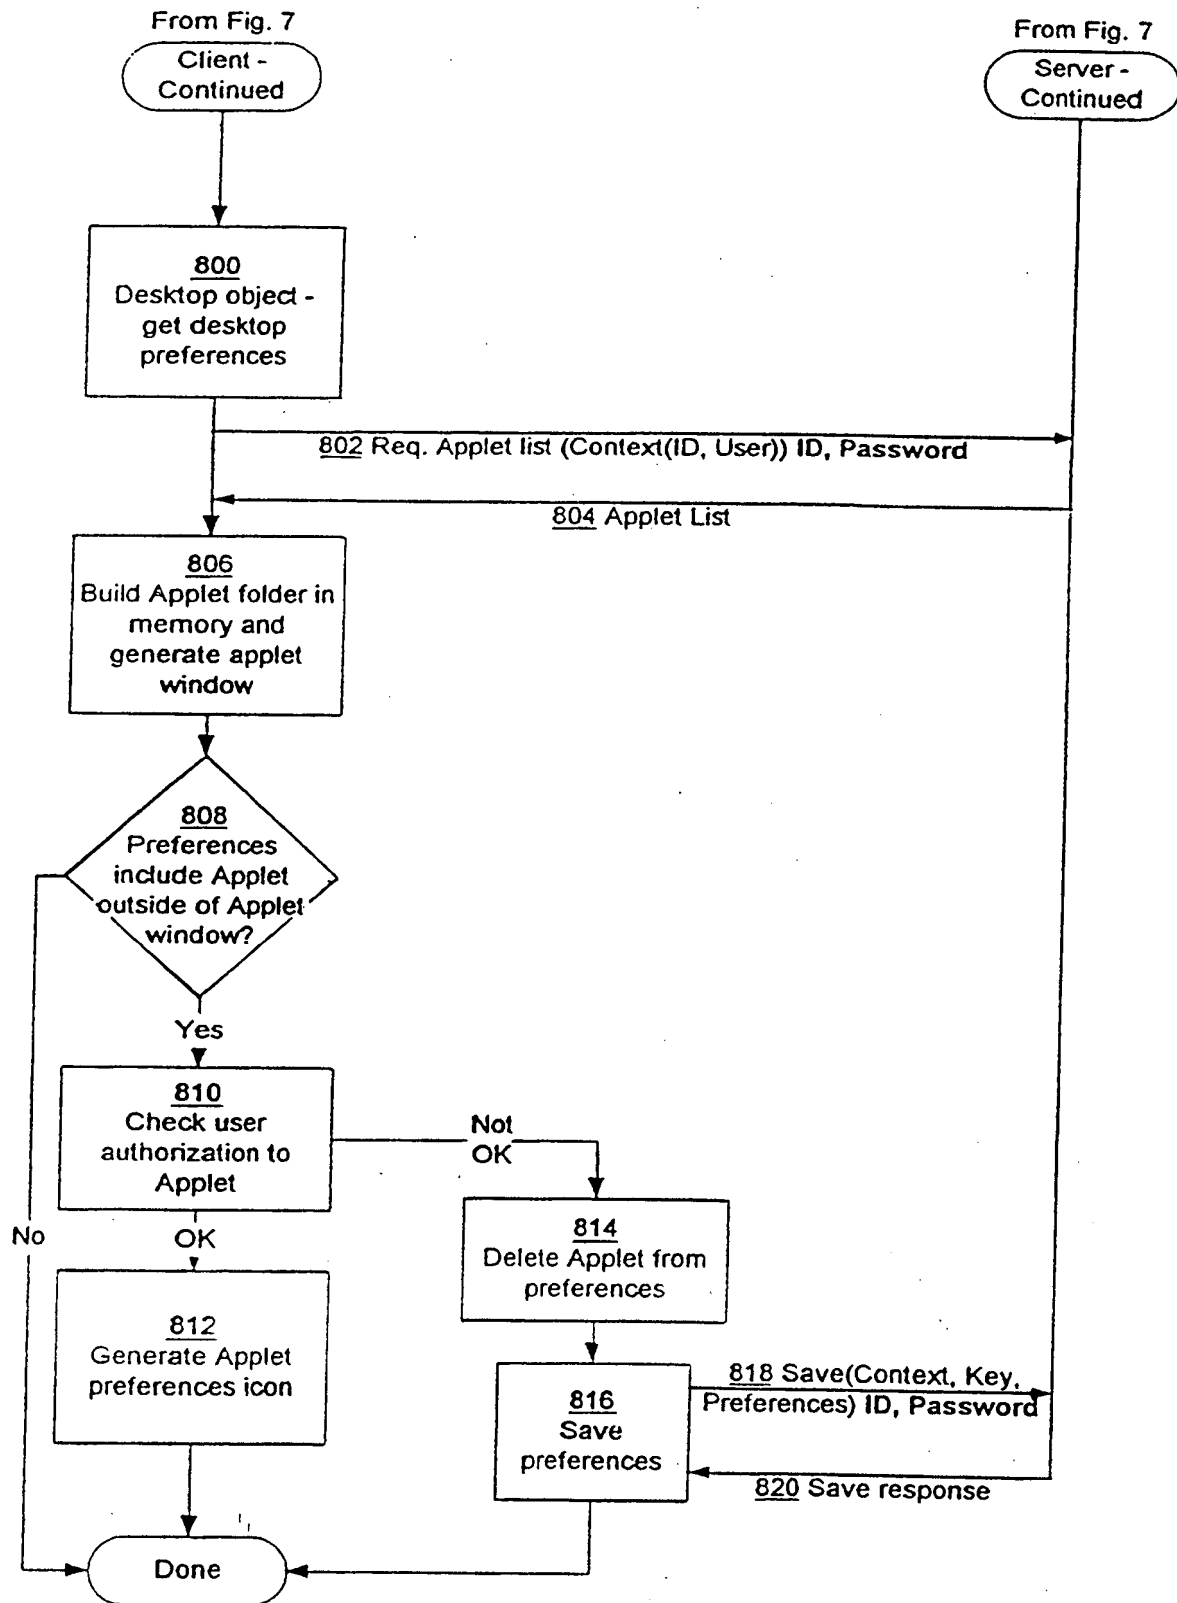 From Fig. 7
Client -
Continued
From Fig. 7
Server -
Continued
800
Desktop object -
get desktop
preferences
802 Req. Applet list (Context(ID, User)) ID, Password
804 Applet List
806
Build Applet folder in
memory and
generate applet
window
808
Preferences
include Applet
outside of Applet
window?
Yes
No
810
Check user
authorization to
Applet
Not
OK
OK
812
Generate Applet
preferences icon
814
Delete Applet from
preferences
816
Save
preferences
818 Save(Context, Key,
Preferences) ID, Password
820 Save response
Done